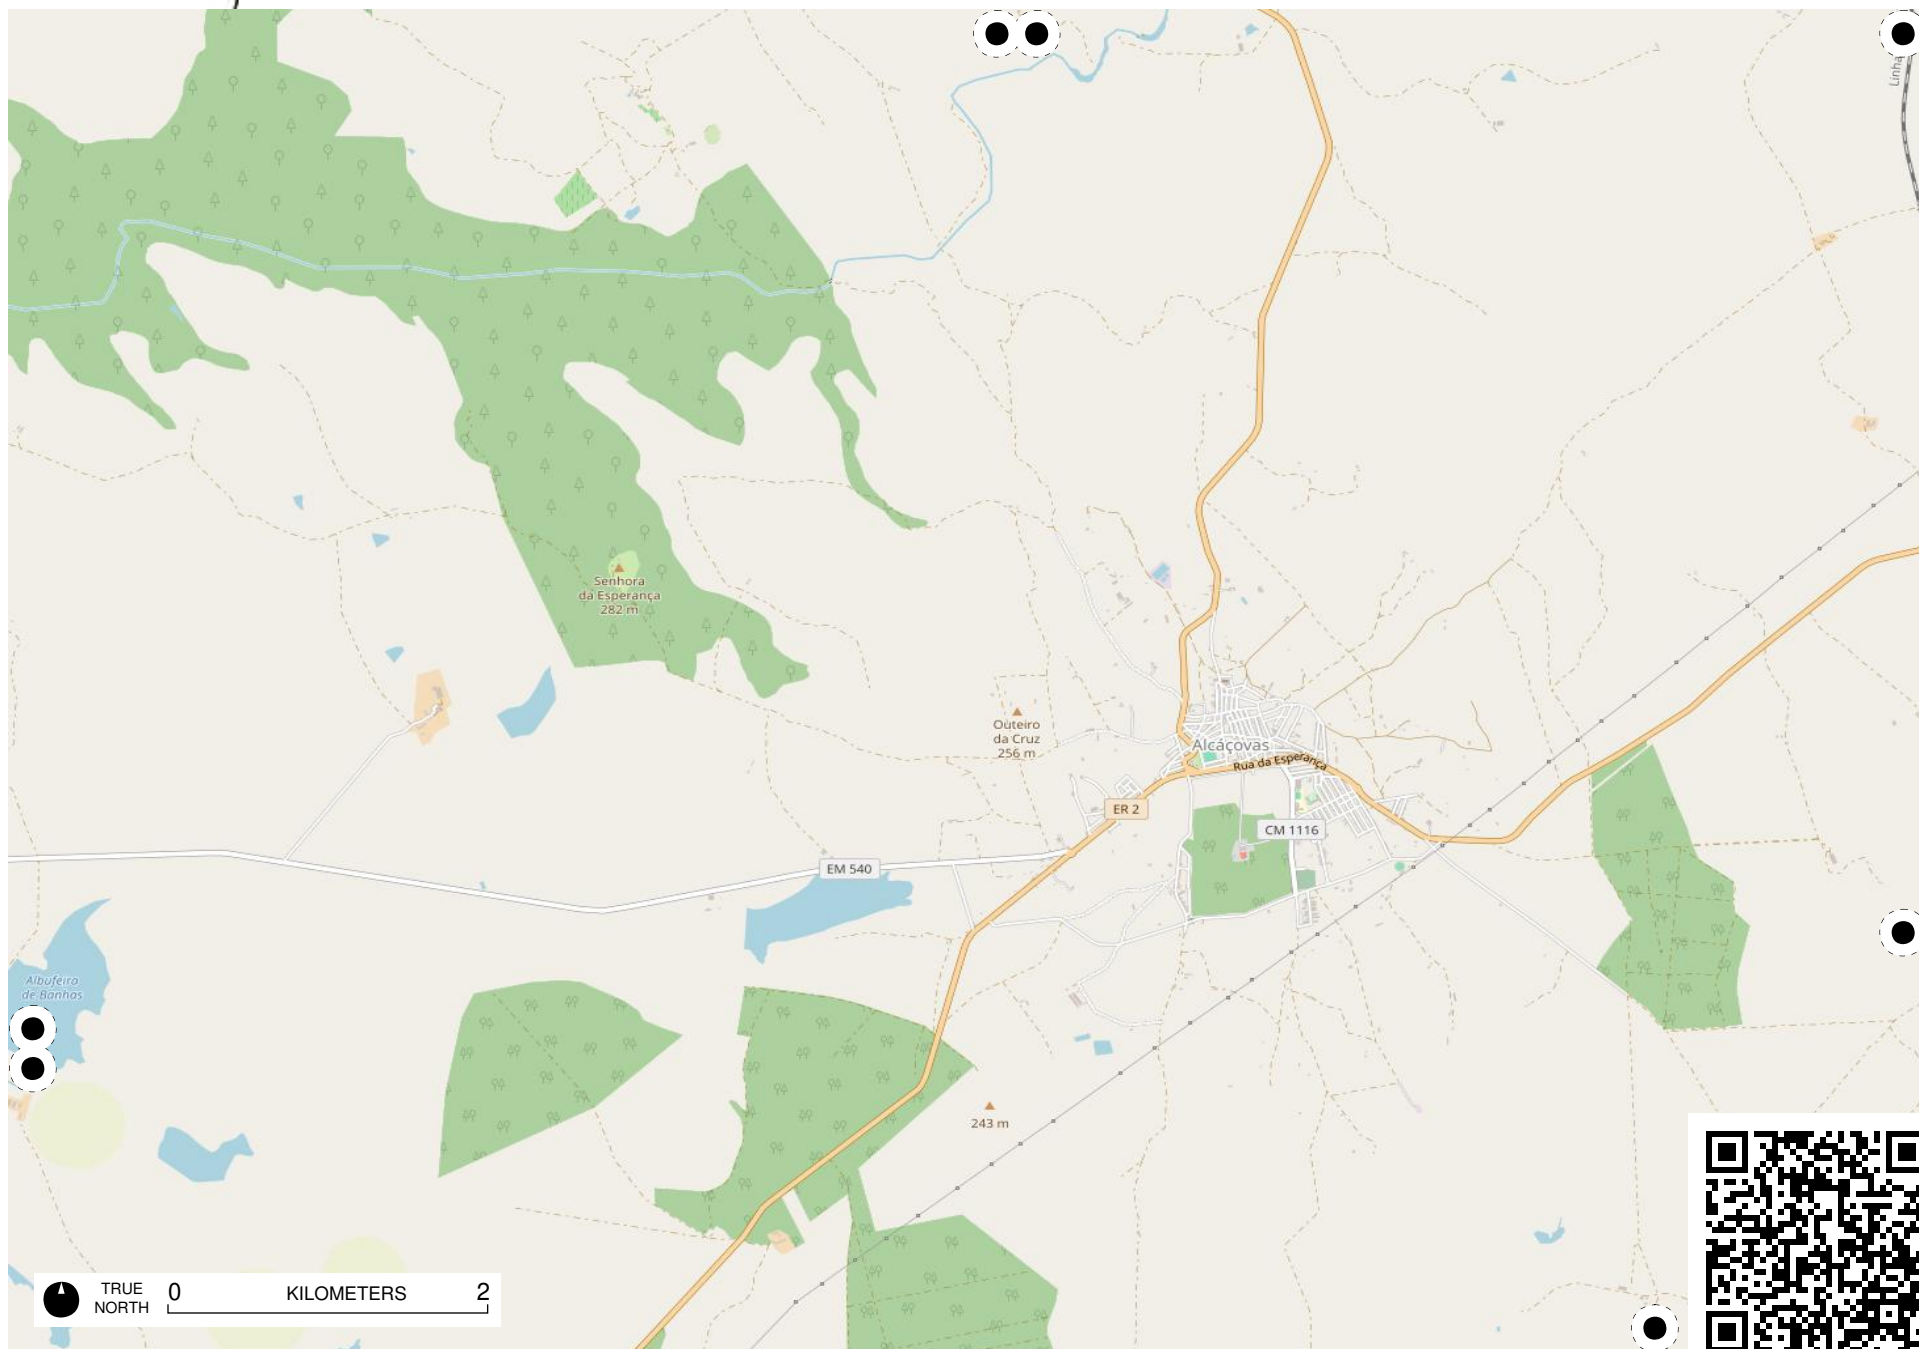 Linha
Senhora
da Esperança
282 m
Outeiro
da Cruz
256 m
Alcáçovas
Rua da Esperança
ER 2
CM 1116
EM 540
Albufeira
de Banhos
243 m
TRUE
NORTH
0 KILOMETERS 2